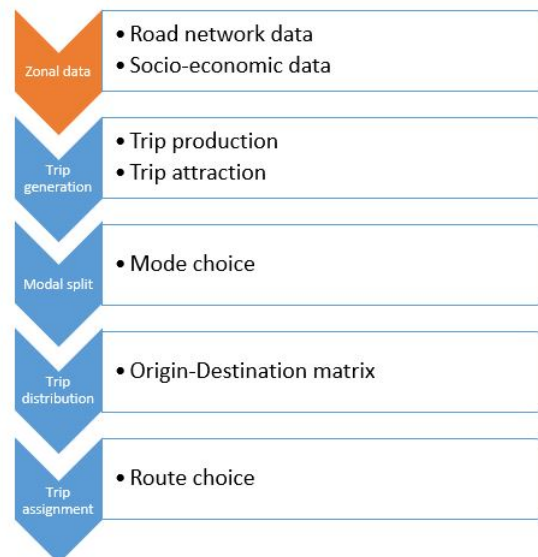 Zonal data
• Road network data
• Socio-economic data
Trip
generation
• Trip production
• Trip attraction
Modal split
• Mode choice
Trip
distribution
• Origin-Destination matrix
Trip
assignment
• Route choice